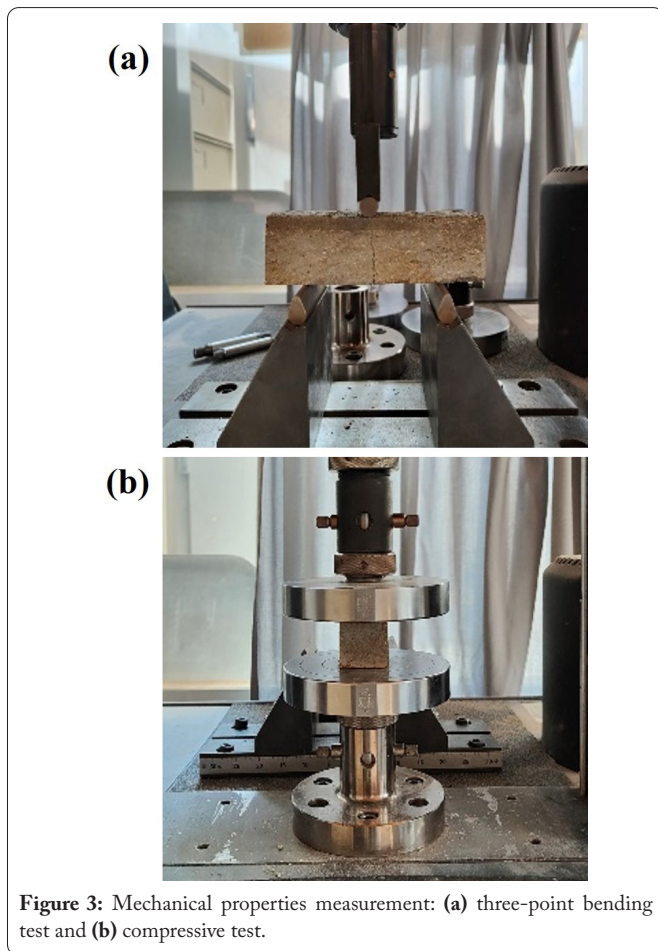 (a)
(b)
Figure 3: Mechanical properties measurement: (a) three-point bending
test and (b) compressive test.